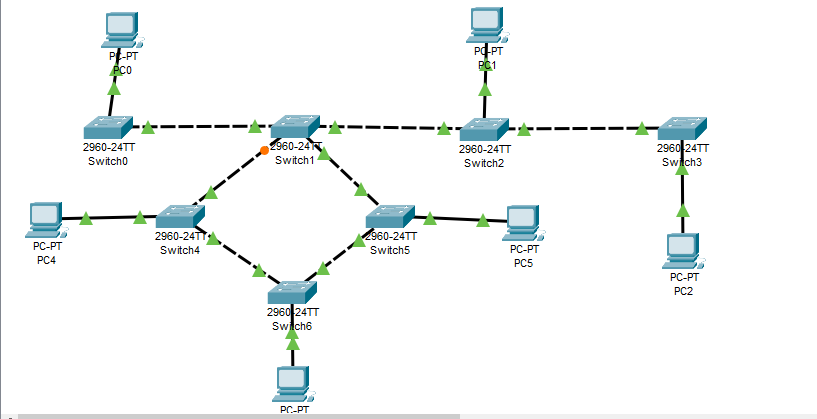 PC-PT
PC0
PC-PT
PC1
2960-24TT
Switch0
2960-24TT
Switch1
2960-24TT
Switch2
2960-24TT
Switch3
PC-PT
PC4
2960-24TT
Switch4
2960-24TT
Switch5
PC-PT
PC5
PC-PT
PC2
2960-24TT
Switch6
PC-PT